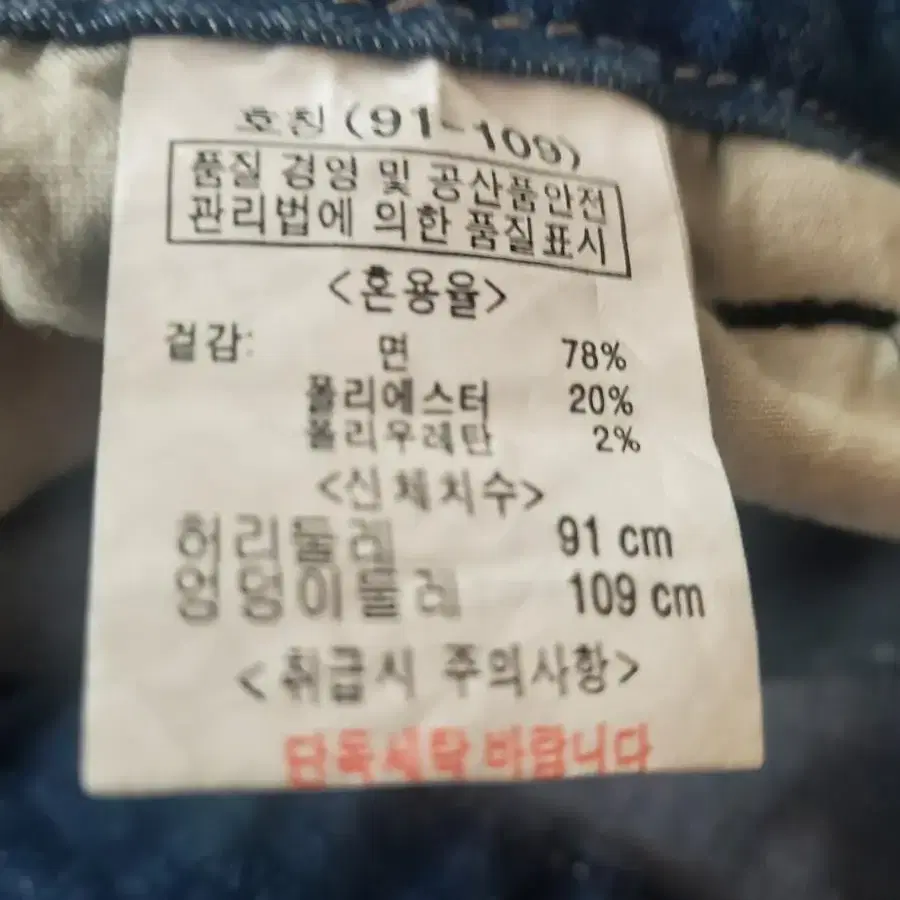 호칭 (91-109)
품질 경영 및 공산품안전
관리법에 의한 품질표시
<혼용율>
겉감: 면 78%
폴리에스터 20%
폴리우레탄 2%
<신체치수>
허리둘레 91 cm
엉덩이둘레 109 cm
<취급시 주의사항>
단독세탁 바랍니다